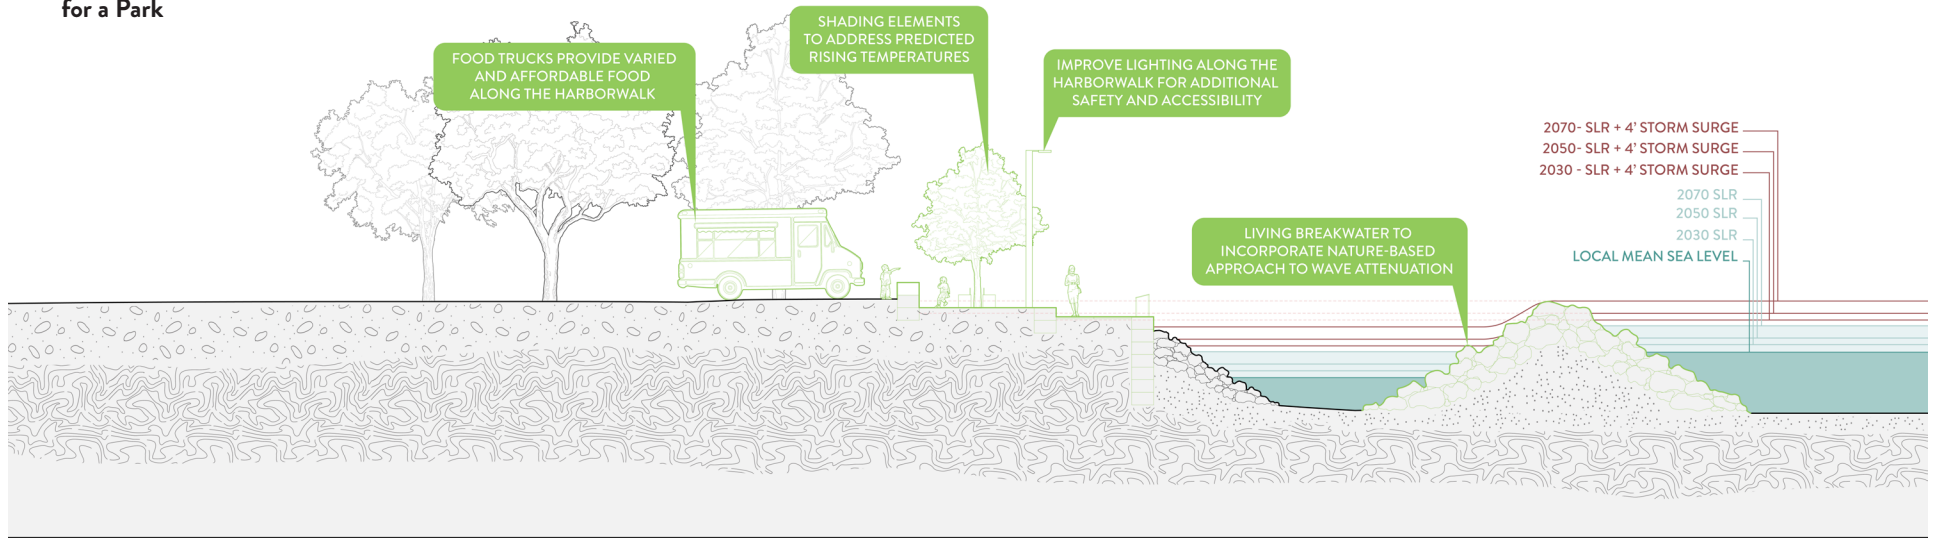 for a Park
FOOD TRUCKS PROVIDE VARIED
AND AFFORDABLE FOOD
ALONG THE HARBORWALK
SHADING ELEMENTS
TO ADDRESS PREDICTED
RISING TEMPERATURES
IMPROVE LIGHTING ALONG THE
HARBORWALK FOR ADDITIONAL
SAFETY AND ACCESSIBILITY
LIVING BREAKWATER TO
INCORPORATE NATURE-BASED
APPROACH TO WAVE ATTENUATION
2070- SLR + 4’ STORM SURGE
2050- SLR + 4’ STORM SURGE
2030 - SLR + 4’ STORM SURGE
2070 SLR
2050 SLR
2030 SLR
LOCAL MEAN SEA LEVEL